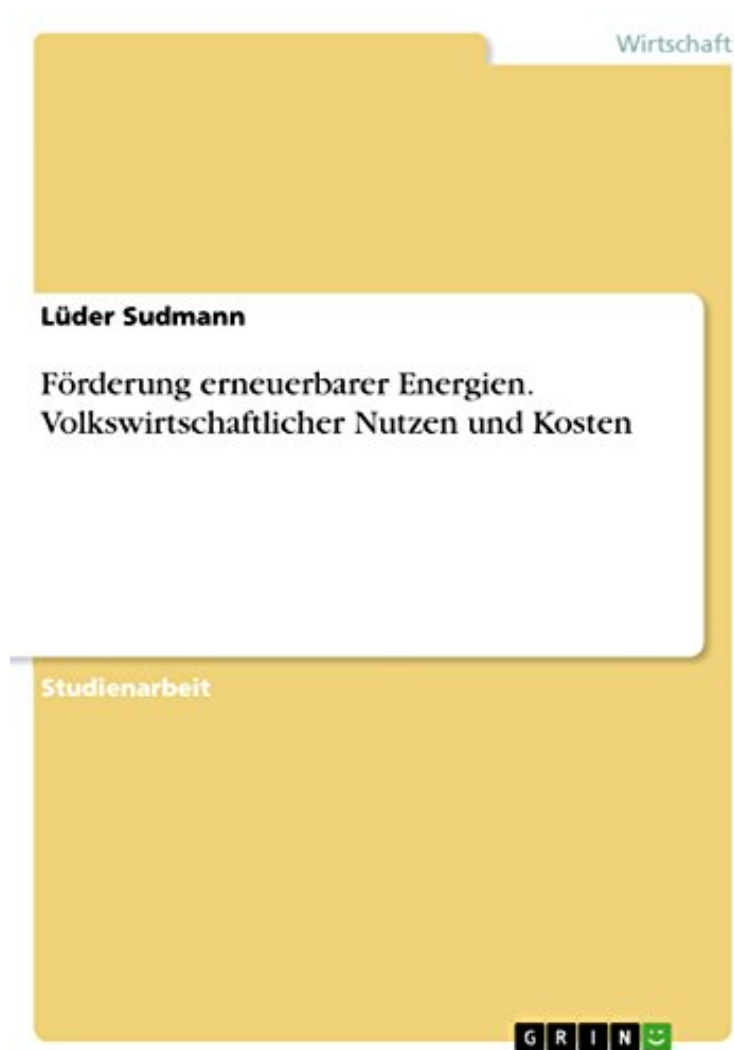 Wirtschaft
Lüder Sudmann
Förderung erneuerbarer Energien.
Volkswirtschaftlicher Nutzen und Kosten
Studienarbeit
GRIN